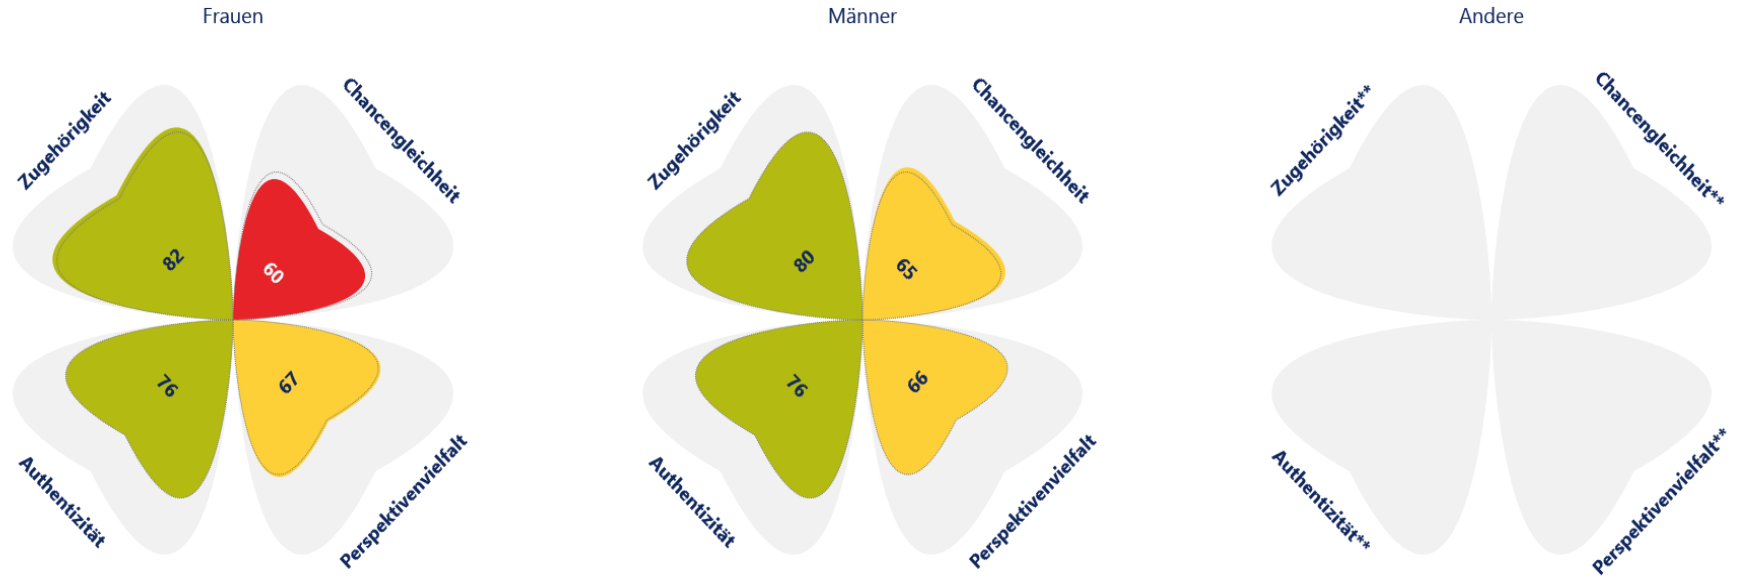 Frauen
Zugehörigkeit
Chancengleichheit
82
60
76
67
Authentizität
Perspektivenvielfalt
Männer
Zugehörigkeit
Chancengleichheit
80
65
76
66
Authentizität
Perspektivenvielfalt
Andere
Zugehörigkeit**
Chancengleichheit**
Authentizität**
Perspektivenvielfalt**